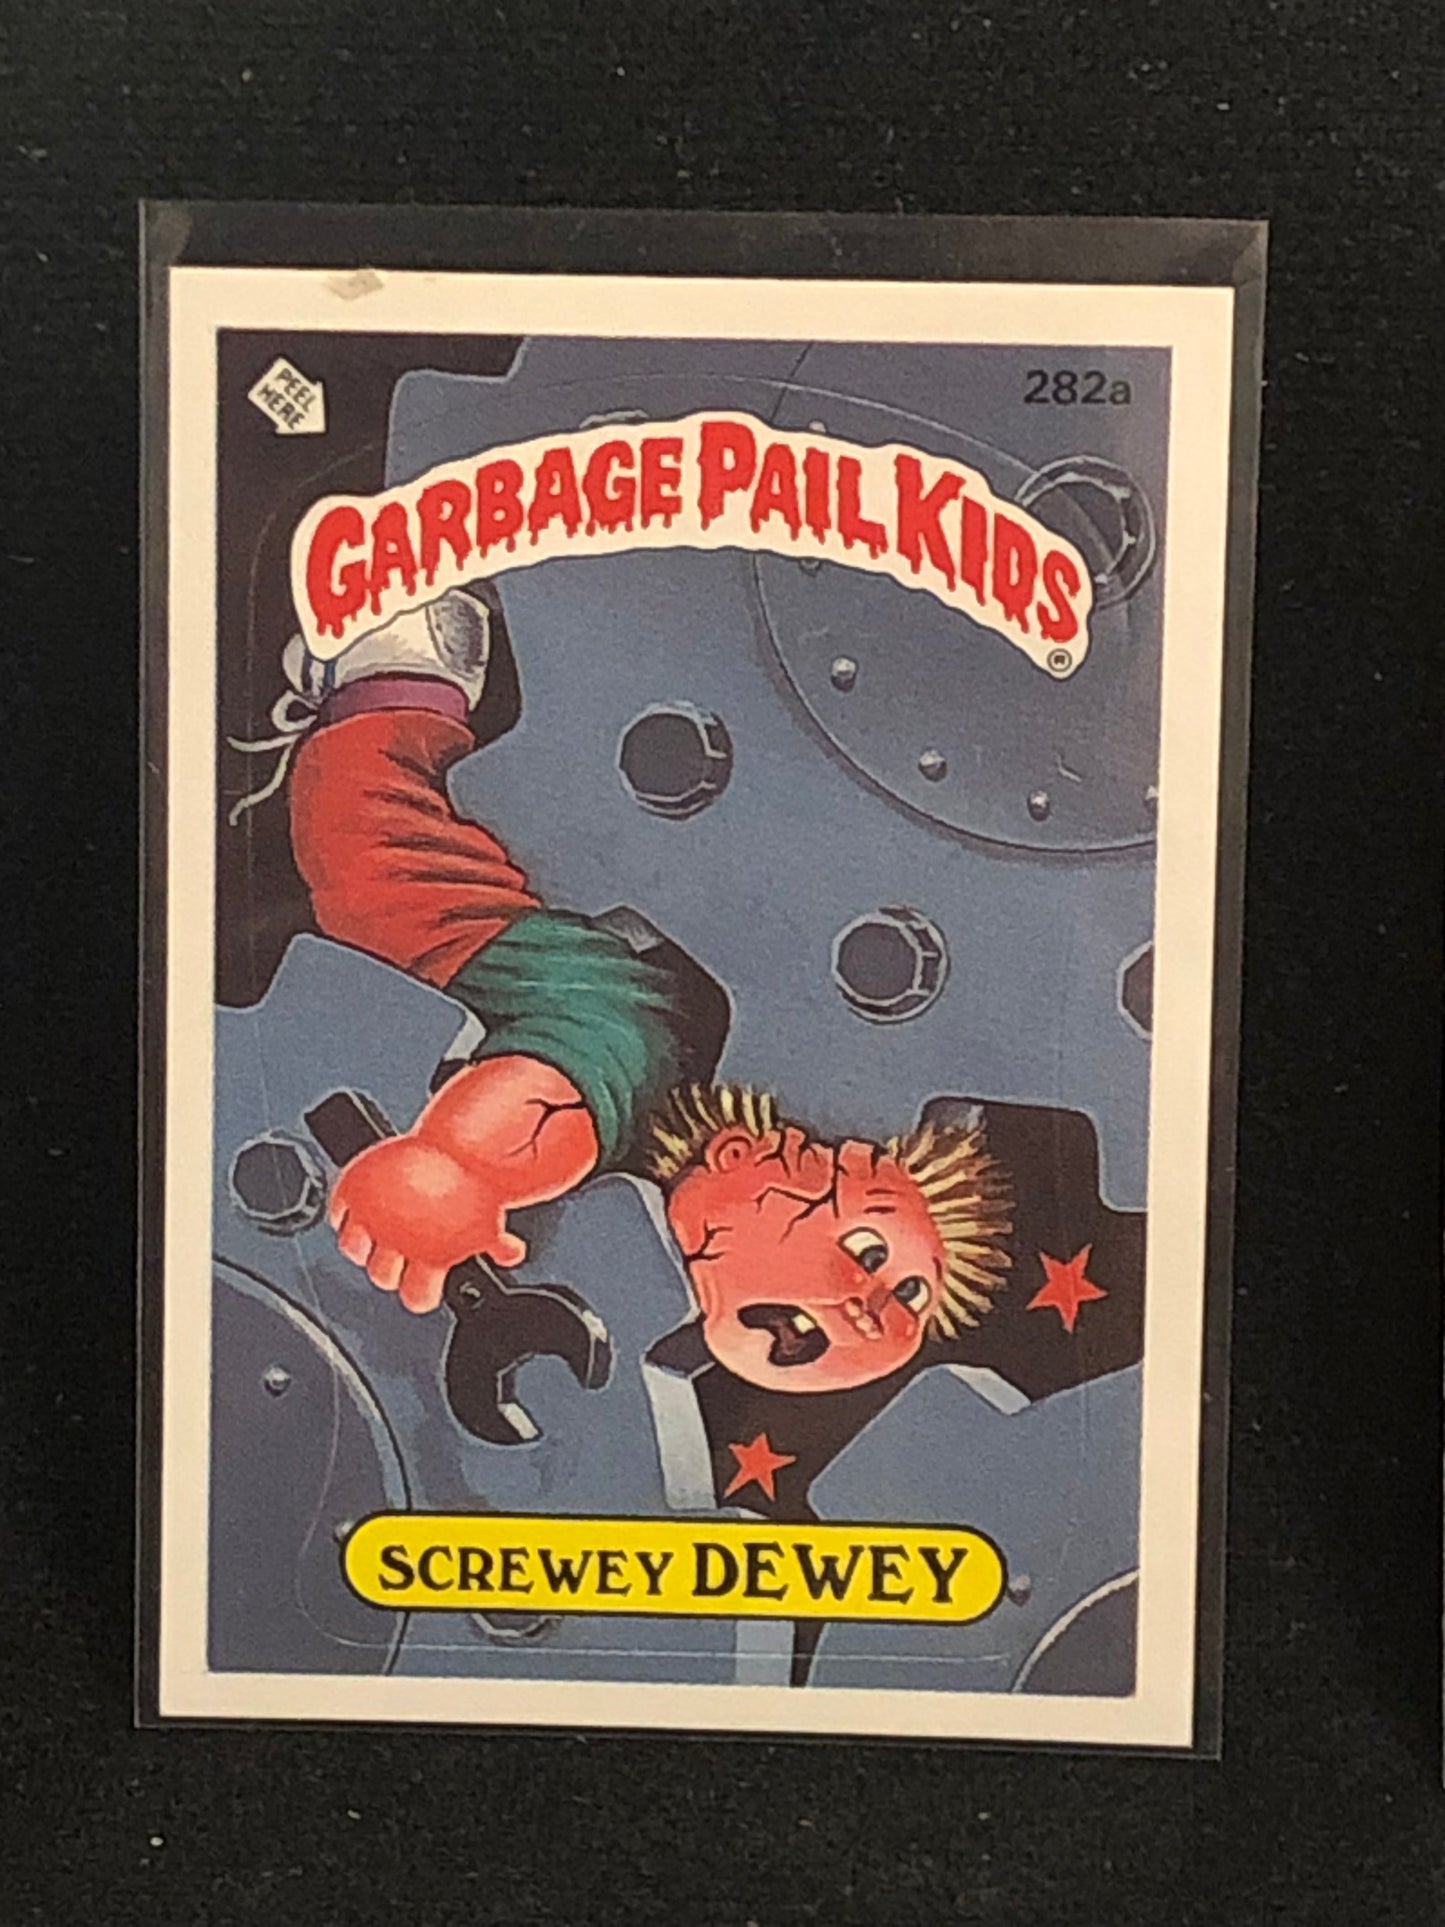 PEEL
HERE
282a
GARBAGE PAIL KIDS
®
SCREWEY DEWEY